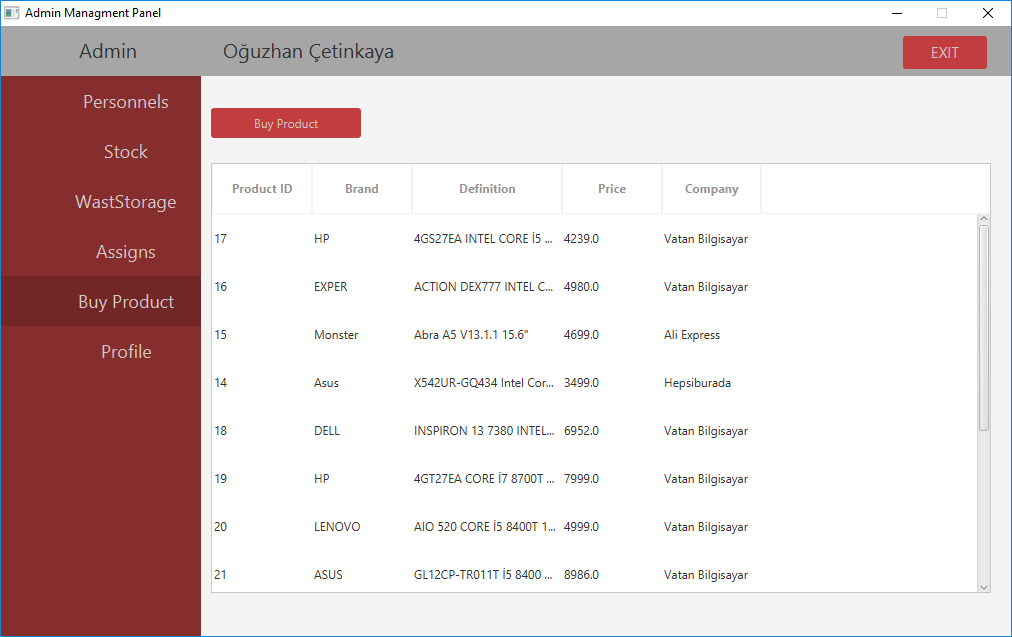 Admin Managment Panel
Admin Oğuzhan Çetinkaya EXIT
Personnels
Stock
WastStorage
Assigns
Buy Product
Profile
Buy Product
Product ID Brand Definition Price Company
17 HP 4GS27EA INTEL CORE İ5 ... 4239.0 Vatan Bilgisayar
16 EXPER ACTION DEX777 INTEL C... 4980.0 Vatan Bilgisayar
15 Monster Abra A5 V13.1.1 15.6" 4699.0 Ali Express
14 Asus X542UR-GQ434 Intel Cor... 3499.0 Hepsiburada
18 DELL INSPIRON 13 7380 INTEL... 6952.0 Vatan Bilgisayar
19 HP 4GT27EA CORE İ7 8700T ... 7999.0 Vatan Bilgisayar
20 LENOVO AIO 520 CORE İ5 8400T 1... 4999.0 Vatan Bilgisayar
21 ASUS GL12CP-TR011T İ5 8400 ... 8986.0 Vatan Bilgisayar